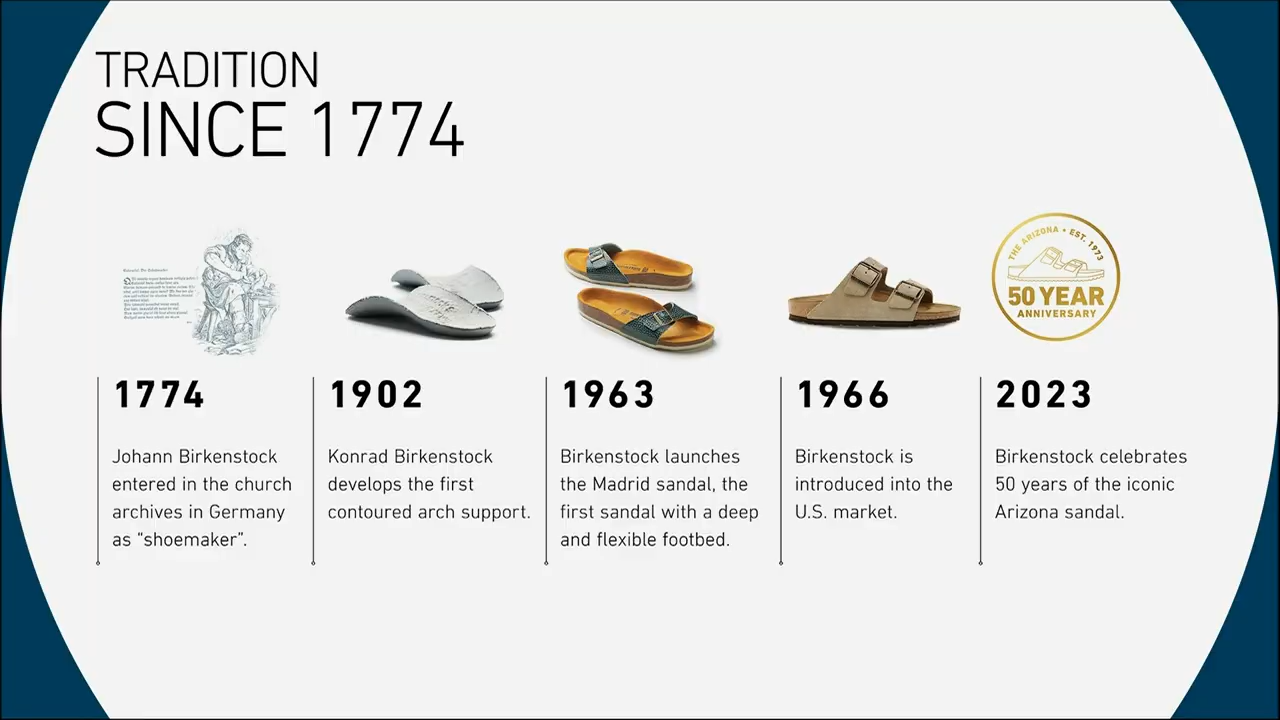 TRADITION
SINCE 1774
THE ARIZONA • EST. 1973
50 YEAR
ANNIVERSARY
1774
Johann Birkenstock
entered in the church
archives in Germany
as “shoemaker”.
1902
Konrad Birkenstock
develops the first
contoured arch support.
1963
Birkenstock launches
the Madrid sandal, the
first sandal with a deep
and flexible footbed.
1966
Birkenstock is
introduced into the
U.S. market.
2023
Birkenstock celebrates
50 years of the iconic
Arizona sandal.